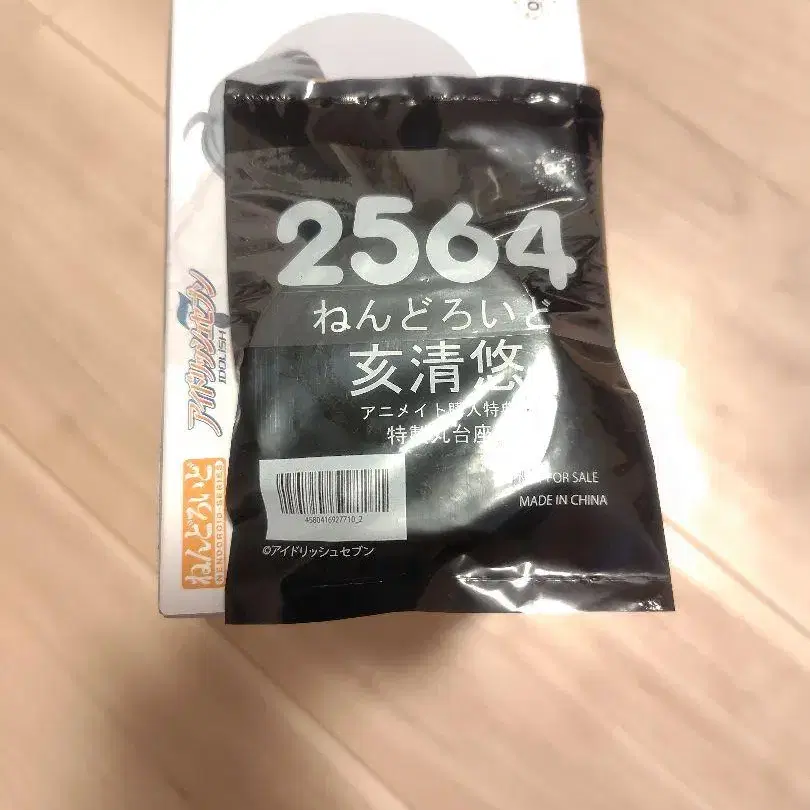 2564
ねんどろいど
亥清悠
アニメイト購入特典
特製丸台座
FOR SALE
MADE IN CHINA
4580416927710_2
©アイドリッシュセブン
アイドリッシュセブン
IDOLISH
ねんどろいど
NENDOROID SERIES